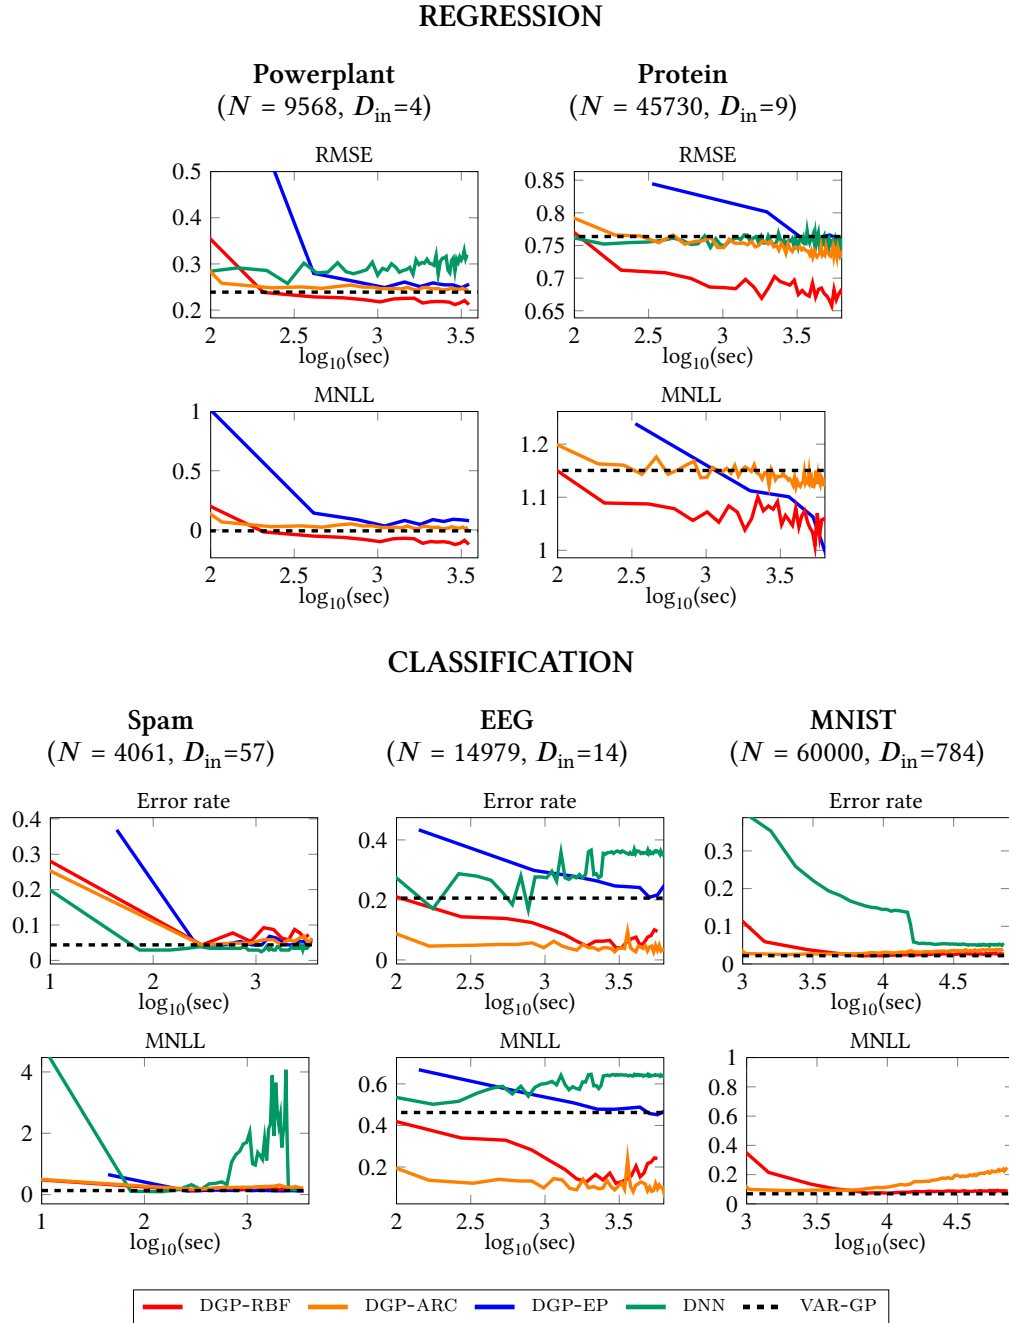 REGRESSION
Powerplant
(N = 9568, D_in=4)
Protein
(N = 45730, D_in=9)
RMSE
0.5
0.4
0.3
0.2
2 2.5 3 3.5
log10(sec)
RMSE
0.85
0.8
0.75
0.7
0.65
2 2.5 3 3.5
log10(sec)
MNLL
1
0.5
0
2 2.5 3 3.5
log10(sec)
MNLL
1.2
1.1
1
2 2.5 3 3.5
log10(sec)
CLASSIFICATION
Spam
(N = 4061, D_in=57)
EEG
(N = 14979, D_in=14)
MNIST
(N = 60000, D_in=784)
Error rate
0.4
0.3
0.2
0.1
0
1 2 3
log10(sec)
Error rate
0.4
0.2
0
2 2.5 3 3.5
log10(sec)
Error rate
0.3
0.2
0.1
0
3 3.5 4 4.5
log10(sec)
MNLL
4
2
0
1 2 3
log10(sec)
MNLL
0.6
0.4
0.2
2 2.5 3 3.5
log10(sec)
MNLL
1
0.8
0.6
0.4
0.2
0
3 3.5 4 4.5
log10(sec)
DGP-RBF DGP-ARC DGP-EP DNN VAR-GP